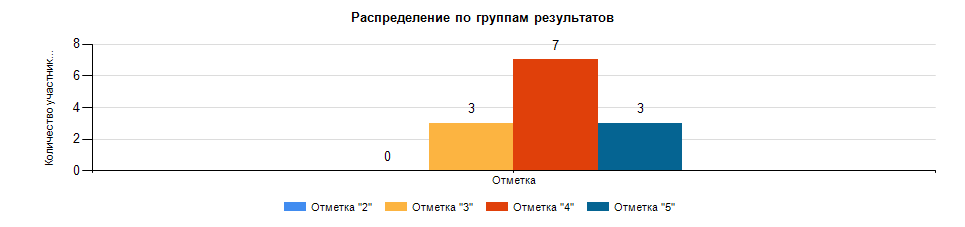 Распределение по группам результатов
Количество участник...
8
6
4
2
0
0
3
7
3
Отметка
Отметка "2" Отметка "3" Отметка "4" Отметка "5"